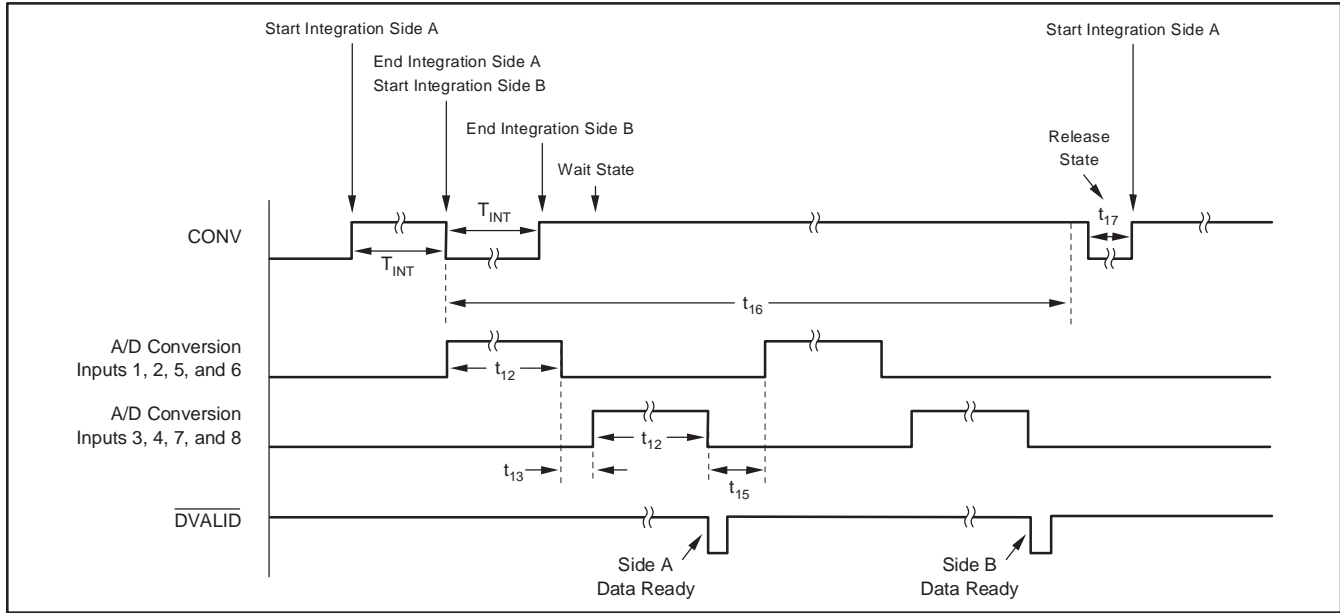 Start Integration Side A
Start Integration Side A
End Integration Side A
Start Integration Side B
End Integration Side B
Release
State
Wait State
CONV
T_INT
T_INT
t_17
t_16
A/D Conversion
Inputs 1, 2, 5, and 6
t_12
A/D Conversion
Inputs 3, 4, 7, and 8
t_12
t_13
t_15
DVALID
Side A
Data Ready
Side B
Data Ready